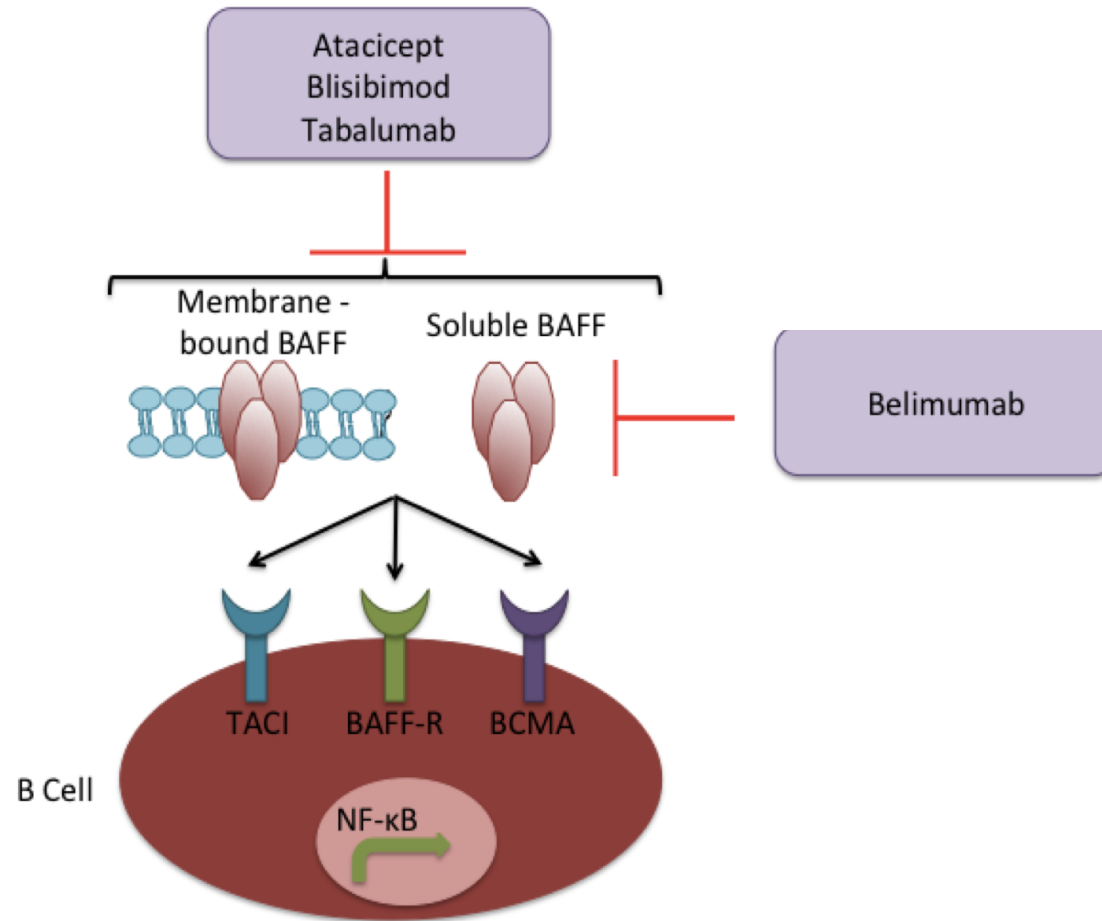 Atacicept
Blisibimod
Tabalumab
Membrane -
bound BAFF
Soluble BAFF
Belimumab
TACI
BAFF-R
BCMA
B Cell
NF-κB